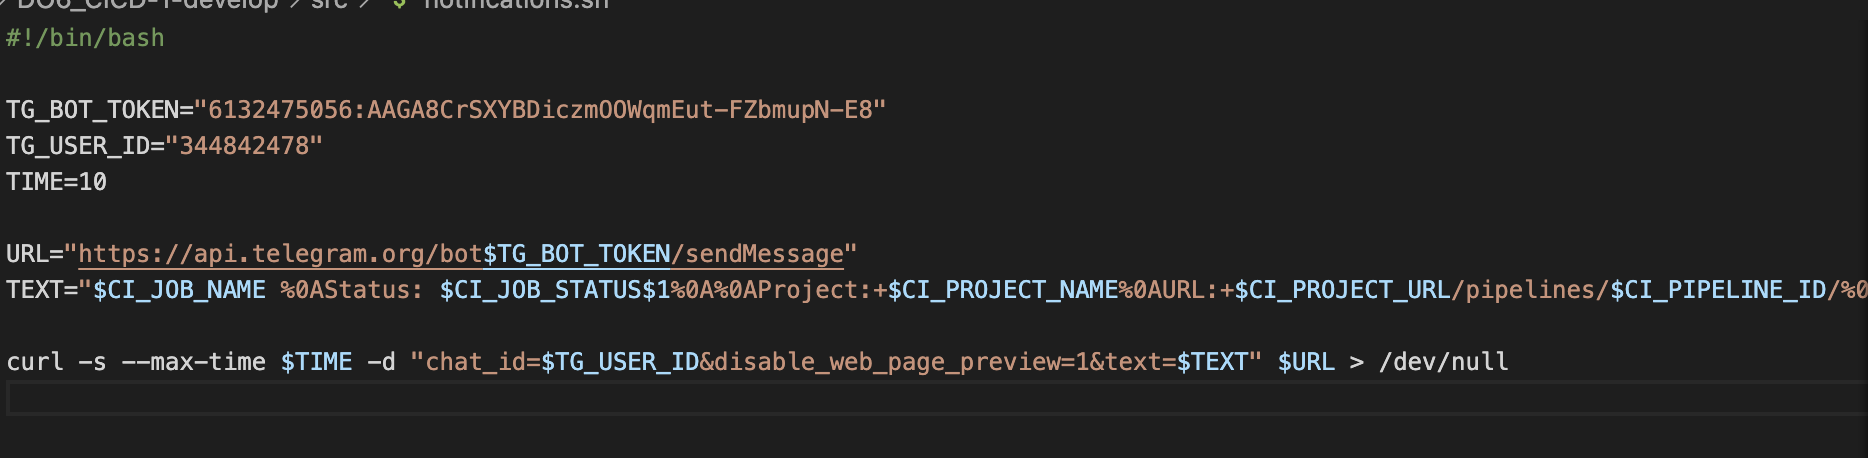 DO6_CICD-1-develop > src > $ notifications.sh
#!/bin/bash
TG_BOT_TOKEN="6132475056:AAGA8CrSXYBDiczmOOWqmEut-FZbmupN-E8"
TG_USER_ID="344842478"
TIME=10
URL="https://api.telegram.org/bot$TG_BOT_TOKEN/sendMessage"
TEXT="$CI_JOB_NAME %0AStatus: $CI_JOB_STATUS$1%0A%0AProject:+$CI_PROJECT_NAME%0AURL:+$CI_PROJECT_URL/pipelines/$CI_PIPELINE_ID/%0
curl -s --max-time $TIME -d "chat_id=$TG_USER_ID&disable_web_page_preview=1&text=$TEXT" $URL > /dev/null